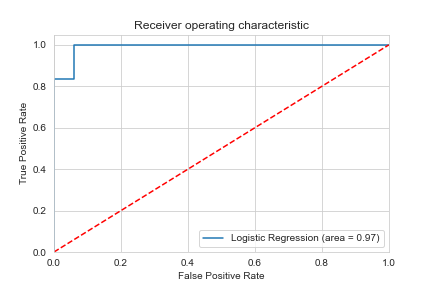 Receiver operating characteristic
1.0
0.8
0.6
0.4
0.2
0.0
True Positive Rate
Logistic Regression (area = 0.97)
0.0 0.2 0.4 0.6 0.8 1.0
False Positive Rate